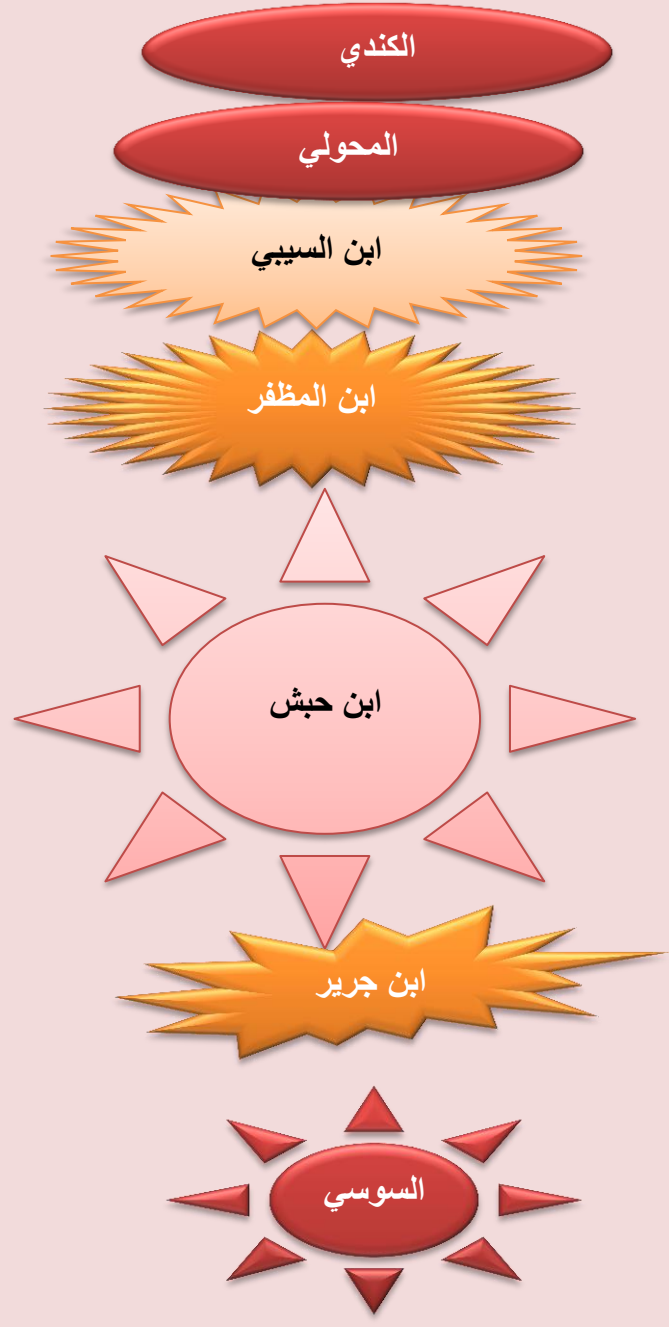 الكندي
المحولي
ابن السيبي
ابن المظفر
ابن حبش
ابن جرير
السوسي